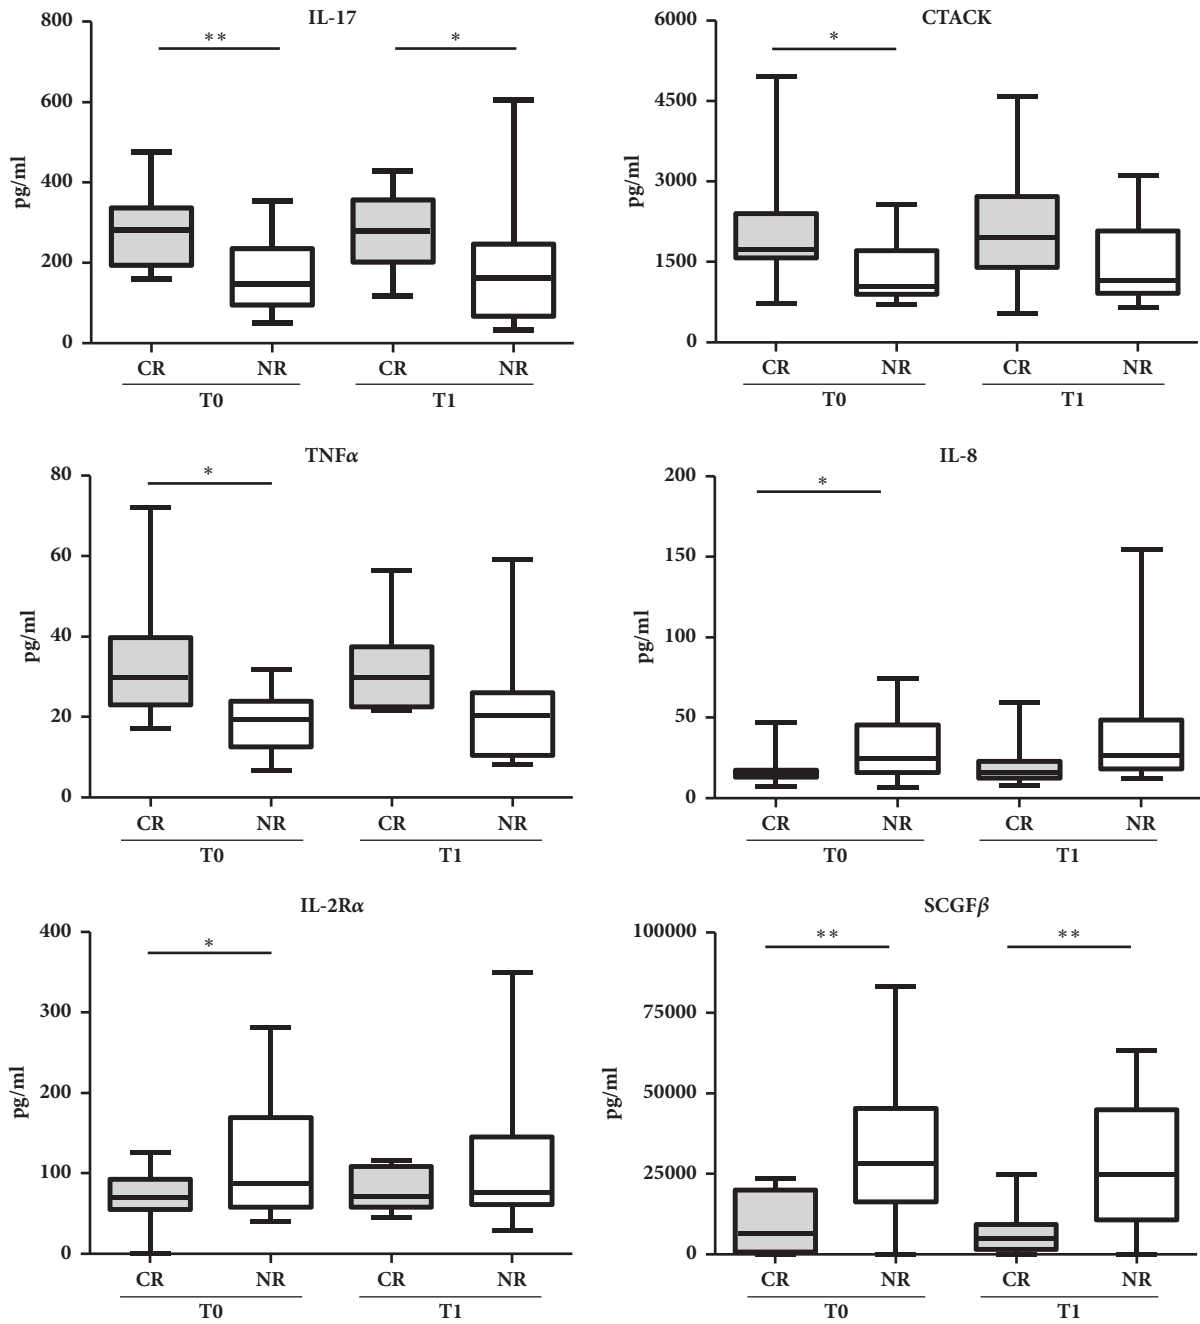 IL-17
**
*
pg/ml
800
600
400
200
0
CR NR CR NR
T0 T1
CTACK
*
pg/ml
6000
4500
3000
1500
0
CR NR CR NR
T0 T1
TNFα
*
pg/ml
80
60
40
20
0
CR NR CR NR
T0 T1
IL-8
*
pg/ml
200
150
100
50
0
CR NR CR NR
T0 T1
IL-2Rα
*
pg/ml
400
300
200
100
0
CR NR CR NR
T0 T1
SCGFβ
**
**
pg/ml
100000
75000
50000
25000
0
CR NR CR NR
T0 T1